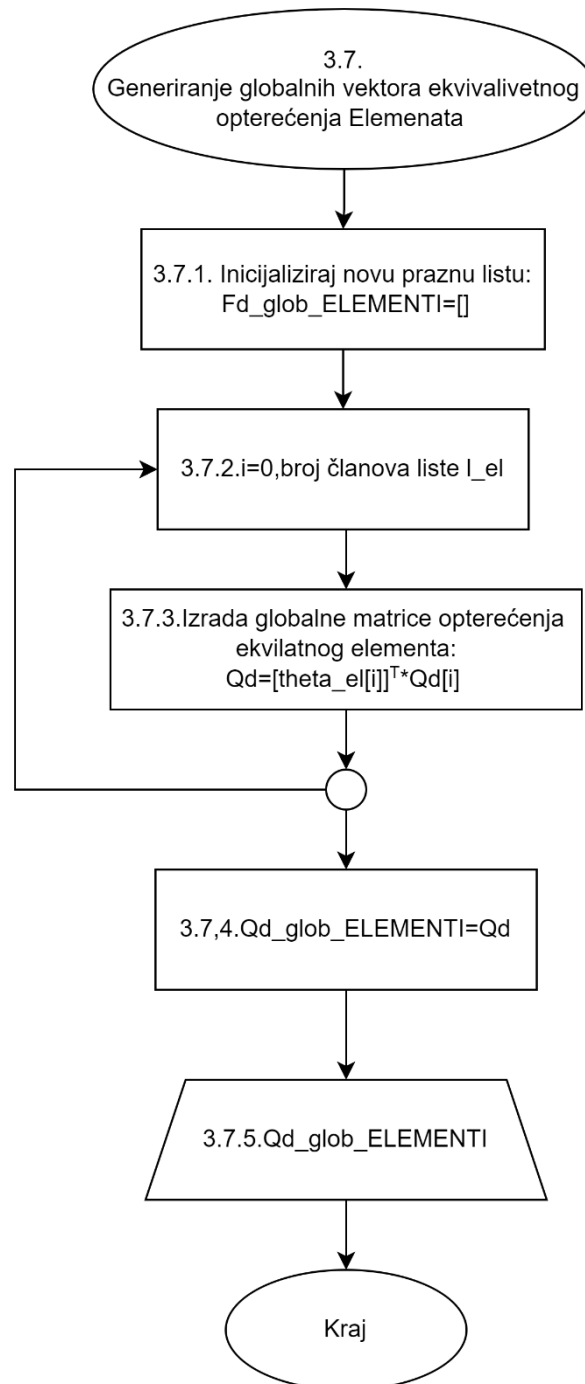 3.7.
Generiranje globalnih vektora ekvivalivetnog
opterećenja Elemenata
3.7.1. Inicijaliziraj novu praznu listu:
Fd_glob_ELEMENTI=[]
3.7.2.i=0,broj članova liste l_el
3.7.3.Izrada globalne matrice opterećenja
ekvilatnog elementa:
Qd=[theta_el[i]]ᵀ*Qd[i]
3.7,4.Qd_glob_ELEMENTI=Qd
3.7.5.Qd_glob_ELEMENTI
Kraj